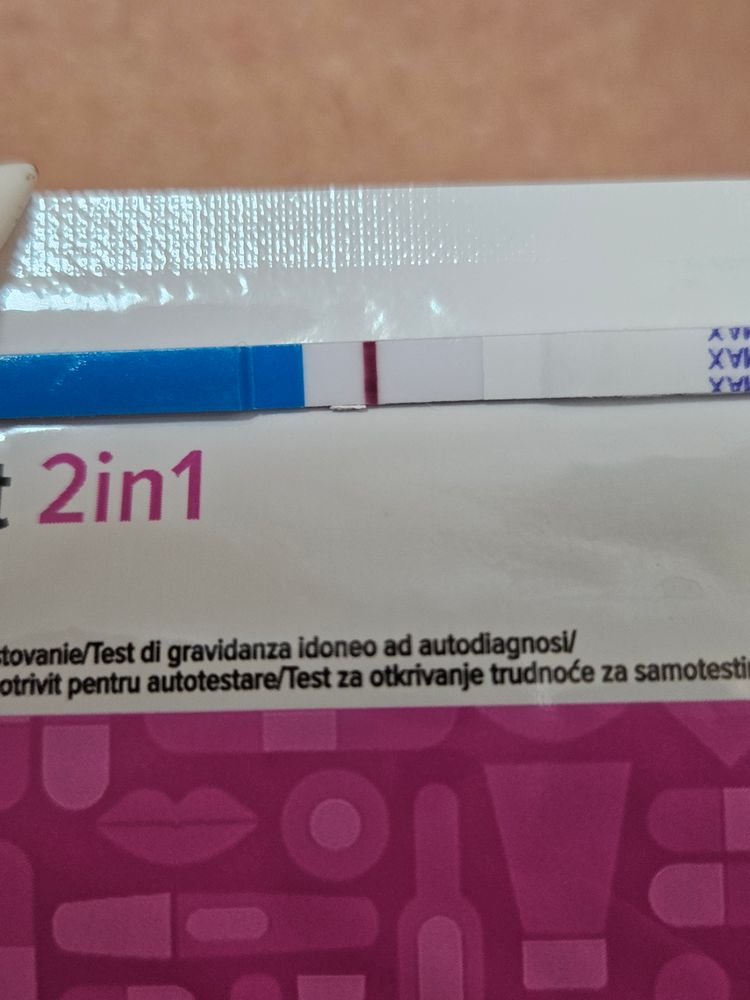 MAX
MAX
MAX
t 2in1
stovanie/Test di gravidanza idoneo ad autodiagnosi/
otrivit pentru autotestare/Test za otkrivanje trudnoće za samotestir